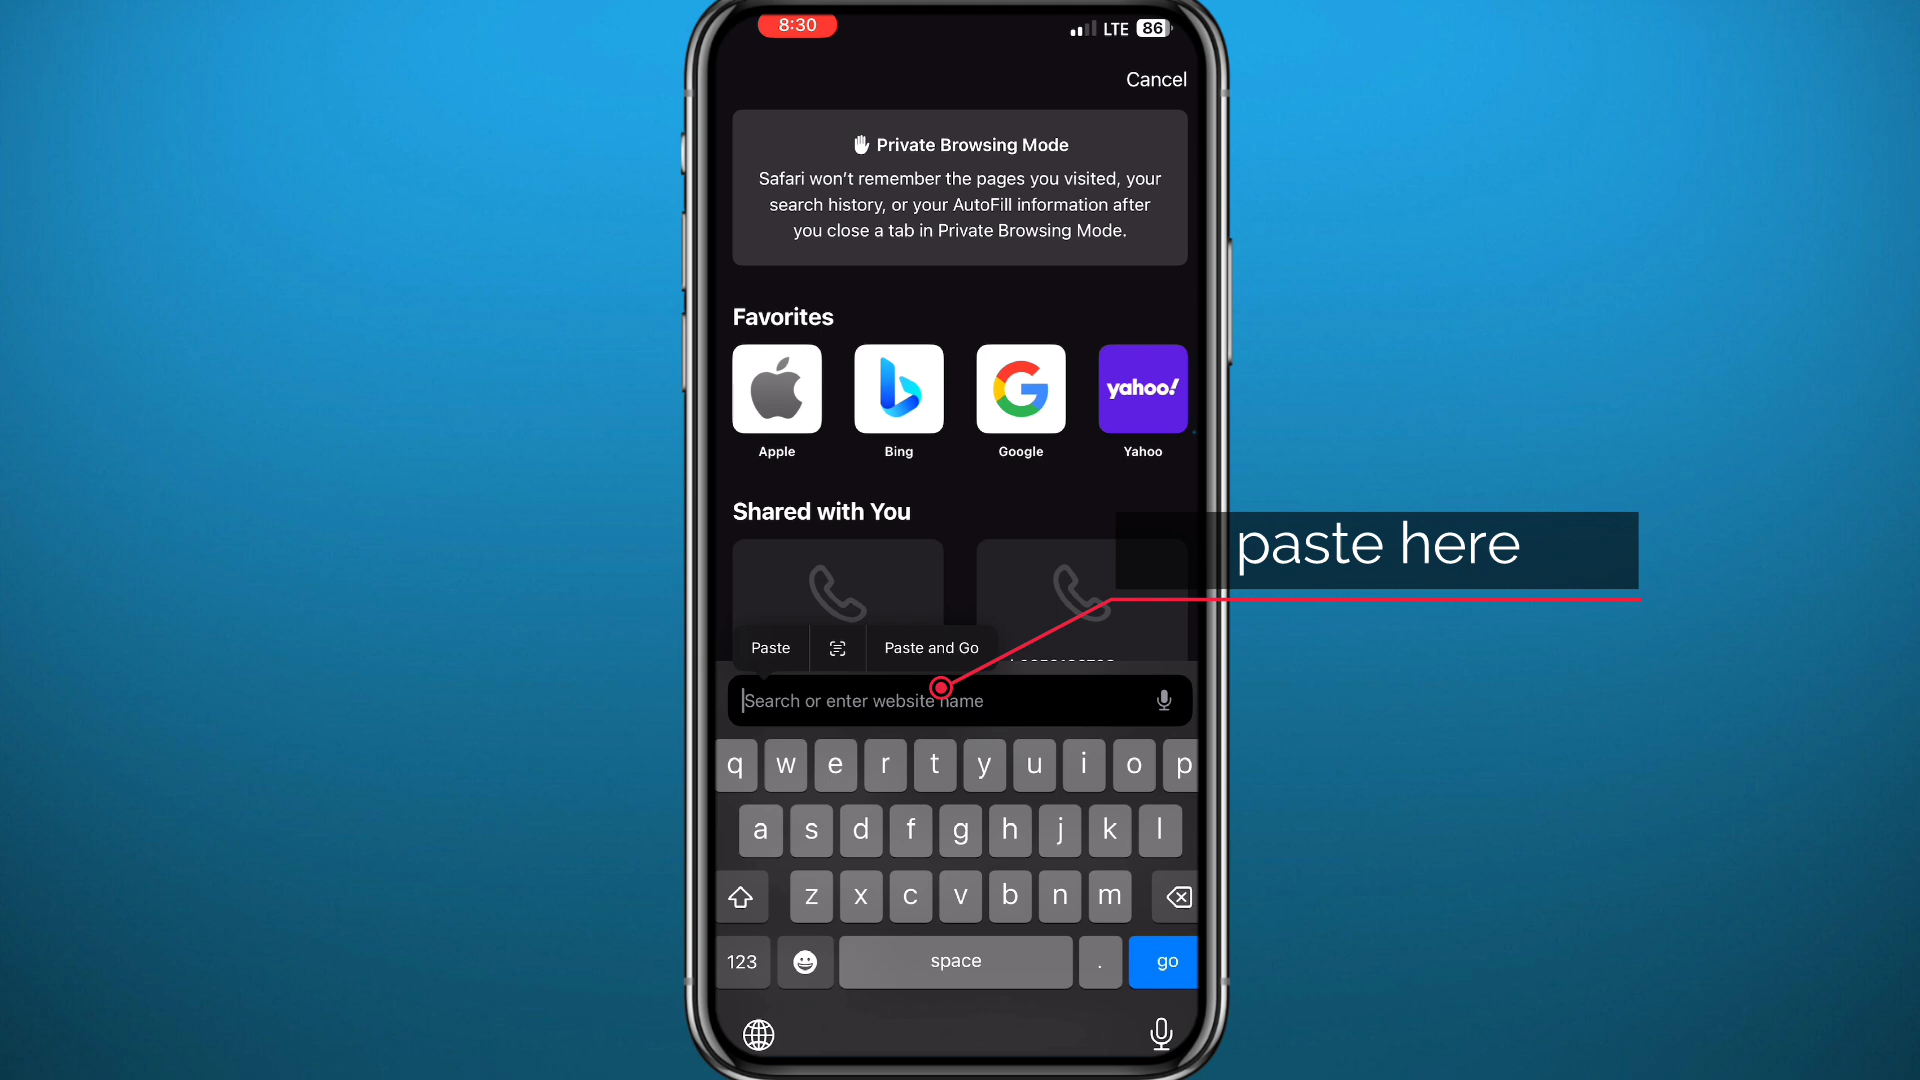 8:30
LTE 86
Cancel
Private Browsing Mode
Safari won't remember the pages you visited, your
search history, or your AutoFill information after
you close a tab in Private Browsing Mode.
Favorites
yahoo!
Apple Bing Google Yahoo
Shared with You
paste here
Paste Paste and Go
Search or enter website name
q w e r t y u i o p
a s d f g h j k l
z x c v b n m
123 space . go